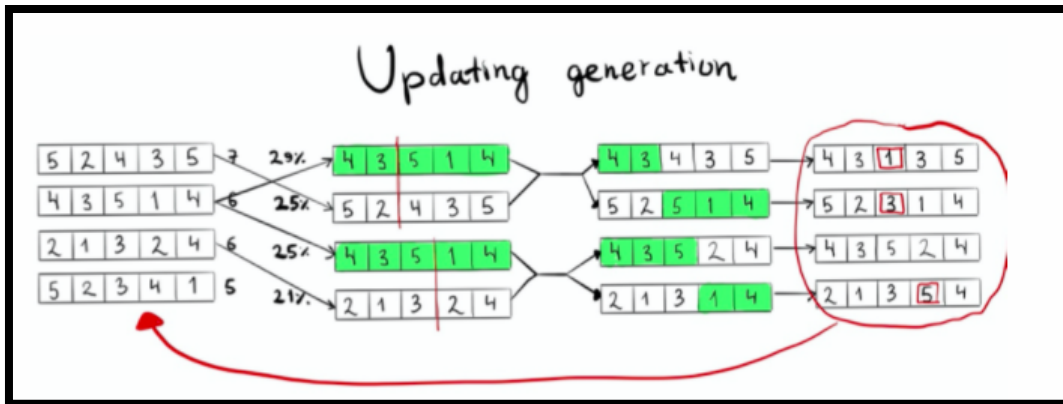 Updating generation
5 2 4 3 5 7 29% 4 3 5 1 4 4 3 4 3 5 4 3 1 3 5
4 3 5 1 4 6 25% 5 2 4 3 5 5 2 5 1 4 5 2 3 1 4
2 1 3 2 4 6 25% 4 3 5 1 4 4 3 5 2 4 4 3 5 2 4
5 2 3 4 1 5 21% 2 1 3 2 4 2 1 3 1 4 2 1 3 5 4